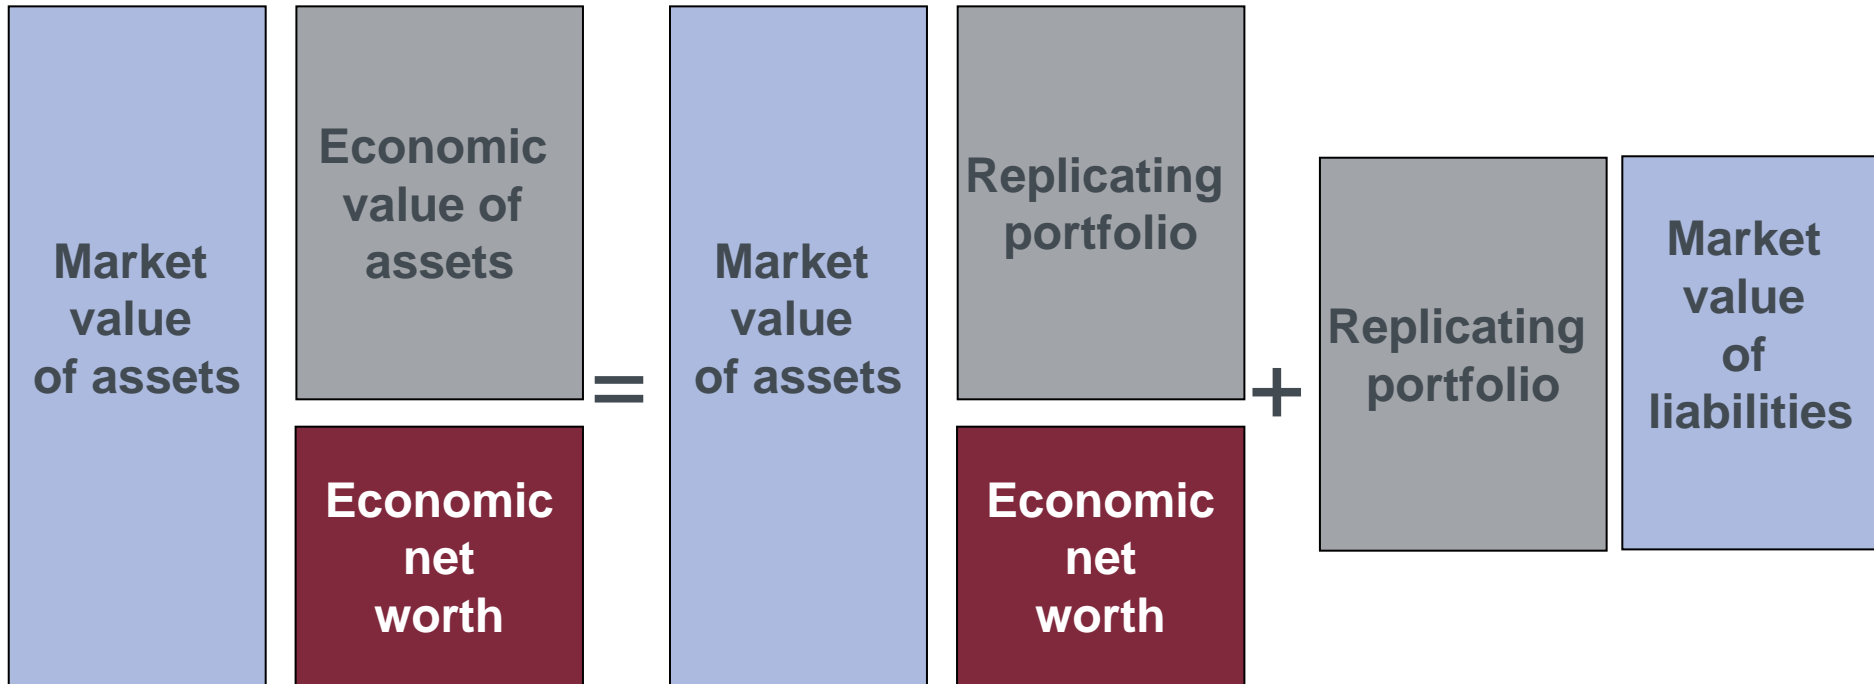 Market
value
of assets
Economic
value of
assets
Economic
net
worth
=
Market
value
of assets
Replicating
portfolio
Economic
net
worth
+
Replicating
portfolio
Market
value
of
liabilities